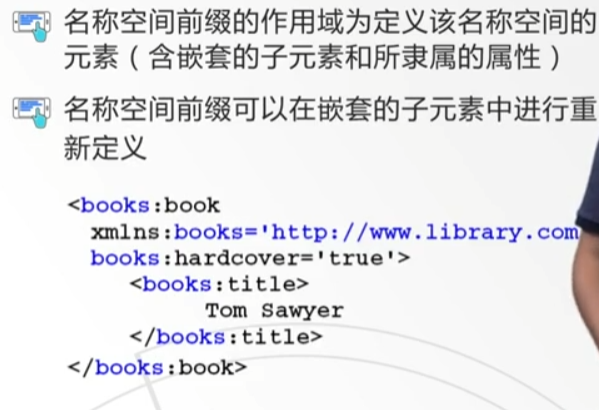 名称空间前缀的作用域为定义该名称空间的
元素（含嵌套的子元素和所隶属的属性）
名称空间前缀可以在嵌套的子元素中进行重
新定义
<books:book
xmlns:books='http://www.library.com
books:hardcover='true'>
<books:title>
Tom Sawyer
</books:title>
</books:book>